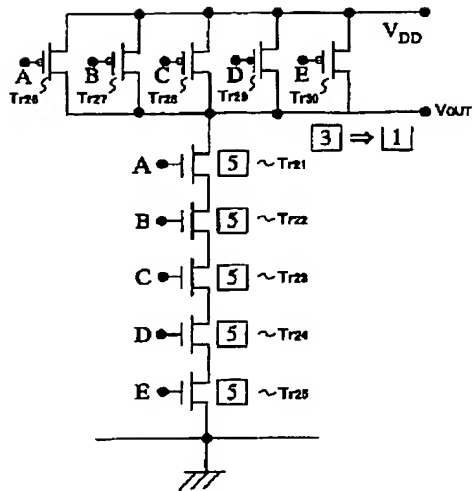 V_DD
A B C D E
Tr26 Tr27 Tr28 Tr29 Tr30
VOUT
3 ⇒ 1
A 5 ~Tr21
B 5 ~Tr22
C 5 ~Tr23
D 5 ~Tr24
E 5 ~Tr25